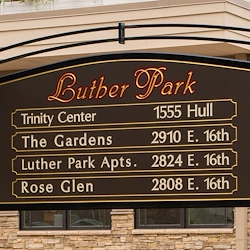 Luther Park
Trinity Center 1555 Hull
The Gardens 2910 E. 16th
Luther Park Apts. 2824 E. 16th
Rose Glen 2808 E. 16th